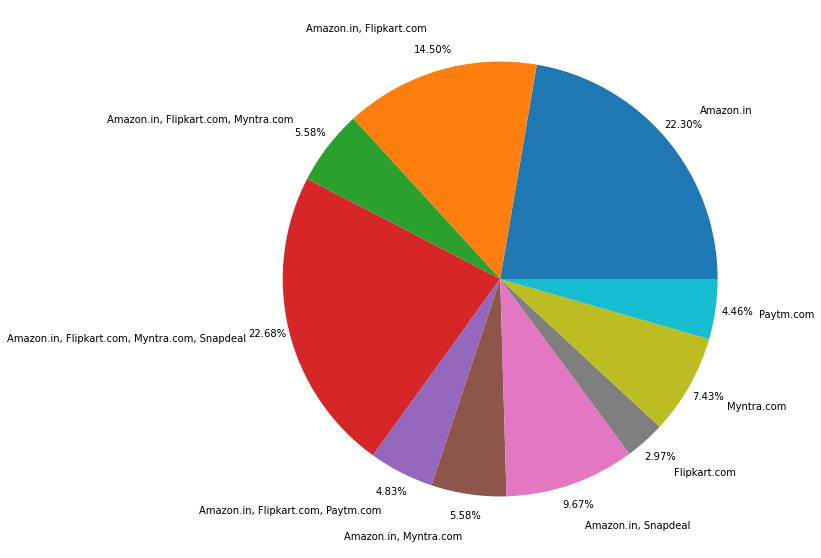 Amazon.in, Flipkart.com
14.50%
Amazon.in
22.30%
Amazon.in, Flipkart.com, Myntra.com
5.58%
Amazon.in, Flipkart.com, Myntra.com, Snapdeal
22.68%
4.46%
Paytm.com
7.43%
Myntra.com
2.97%
Flipkart.com
4.83%
Amazon.in, Flipkart.com, Paytm.com
5.58%
Amazon.in, Myntra.com
9.67%
Amazon.in, Snapdeal